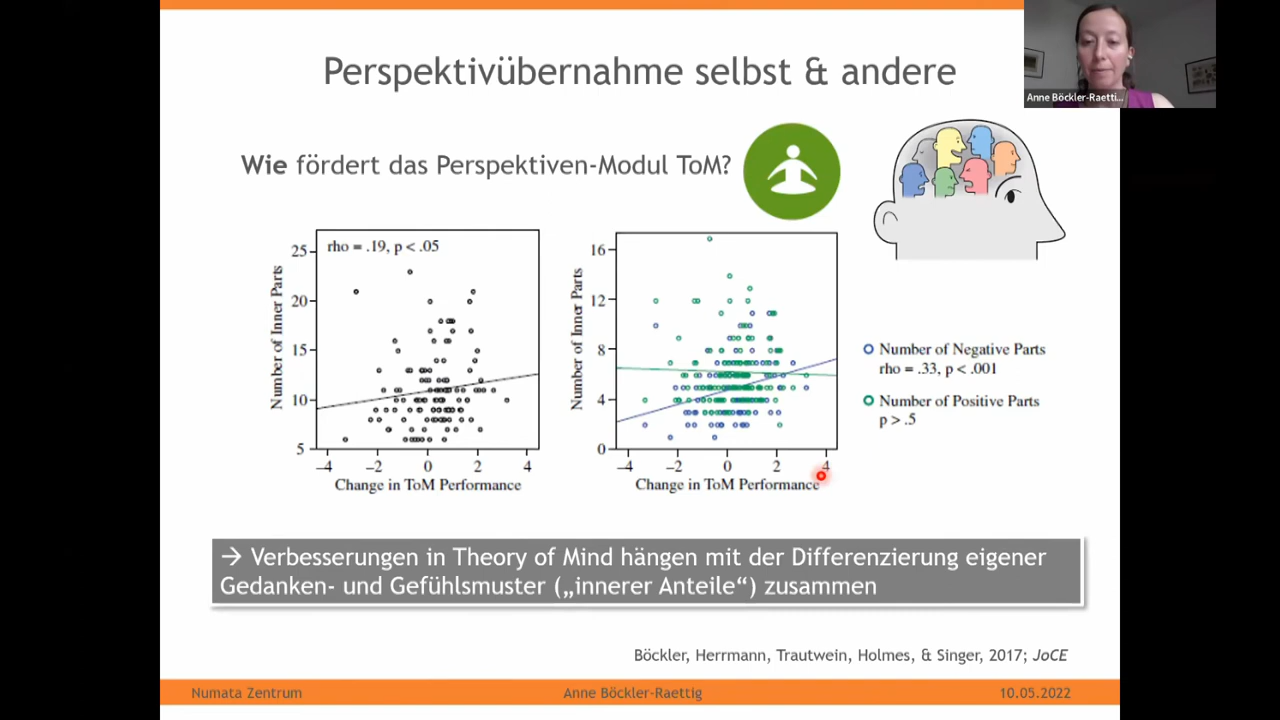 Perspektivübernahme selbst & andere
Anne Böckler-Raetti...
Wie fördert das Perspektiven-Modul ToM?
rho = .19, p < .05
25
20
15
10
5
Number of Inner Parts
−4 −2 0 2 4
Change in ToM Performance
16
12
8
4
0
Number of Inner Parts
−4 −2 0 2 4
Change in ToM Performance
Number of Negative Parts
rho = .33, p < .001
Number of Positive Parts
p > .5
→ Verbesserungen in Theory of Mind hängen mit der Differenzierung eigener
Gedanken- und Gefühlsmuster („innerer Anteile“) zusammen
Böckler, Herrmann, Trautwein, Holmes, & Singer, 2017; JoCE
Numata Zentrum Anne Böckler-Raettig 10.05.2022